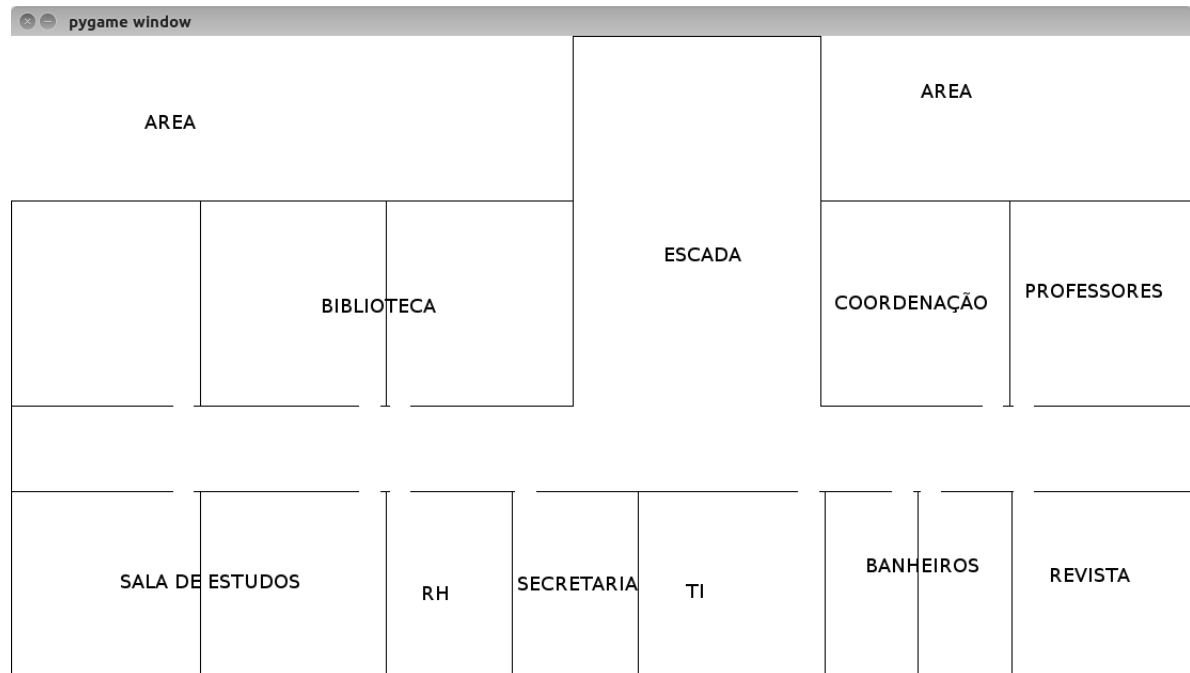 pygame window
AREA
AREA
ESCADA
BIBLIOTECA
COORDENAÇÃO
PROFESSORES
SALA DE ESTUDOS
RH
SECRETARIA
TI
BANHEIROS
REVISTA